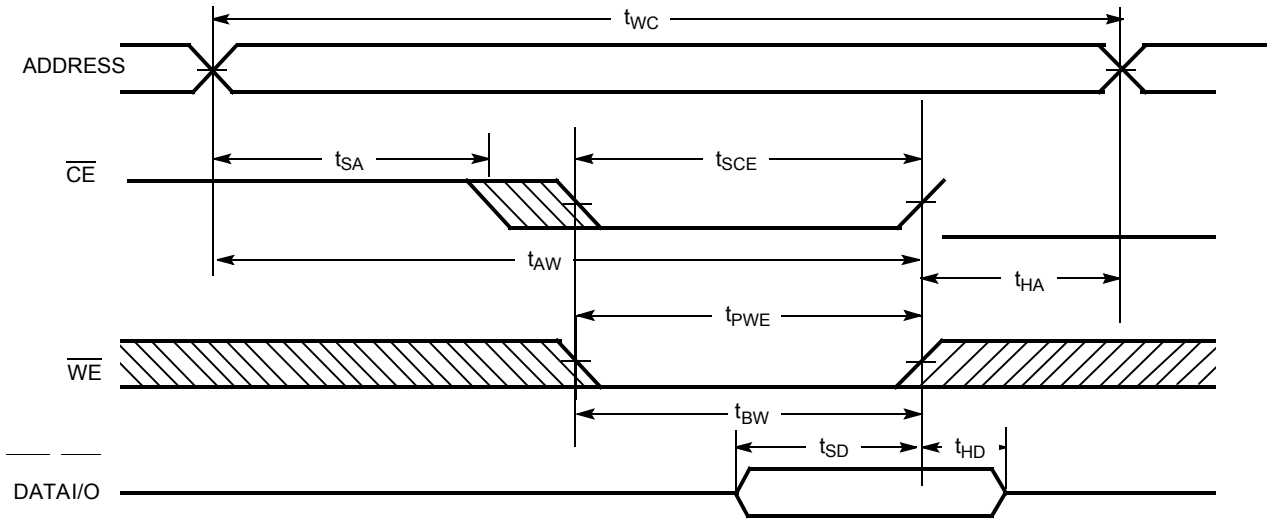 tWC
ADDRESS
tSA
tSCE
CE
tAW
tHA
tPWE
WE
tBW
tSD
tHD
DATAI/O